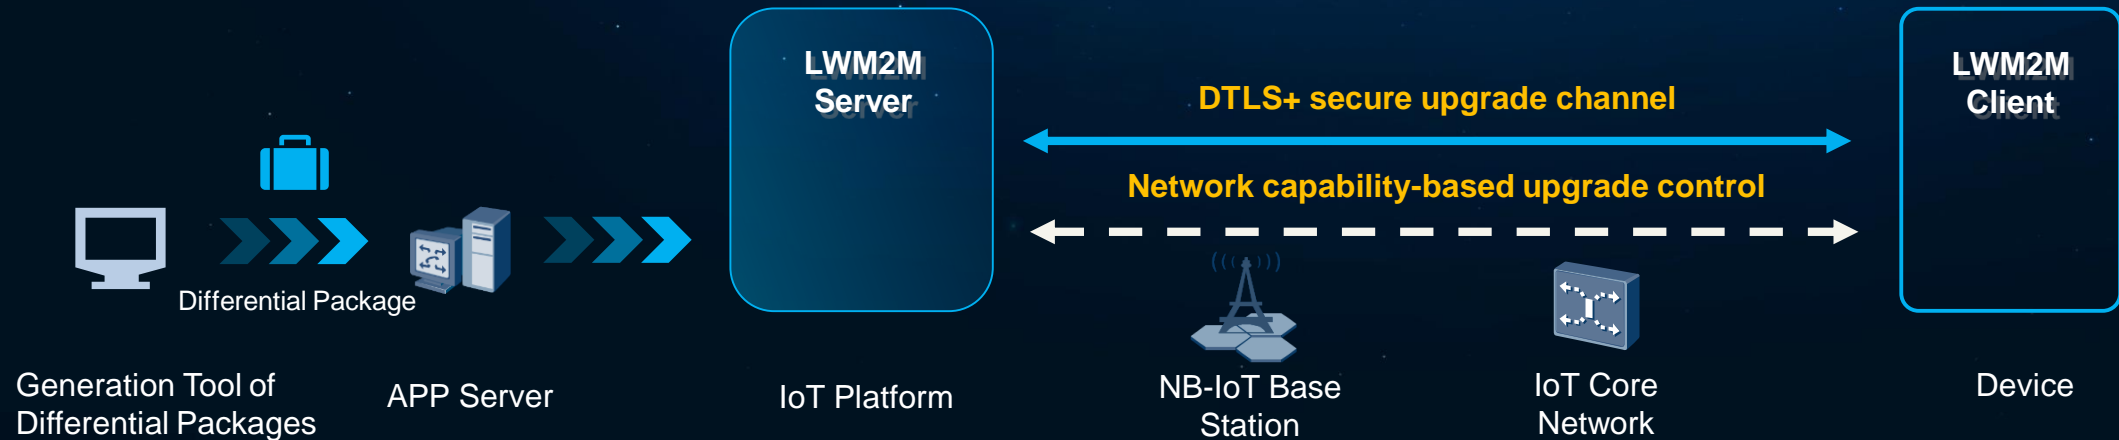 LWM2M
Server
DTLS+ secure upgrade channel
LWM2M
Client
Network capability-based upgrade control
Differential Package
Generation Tool of
Differential Packages
APP Server
IoT Platform
NB-IoT Base
Station
IoT Core
Network
Device